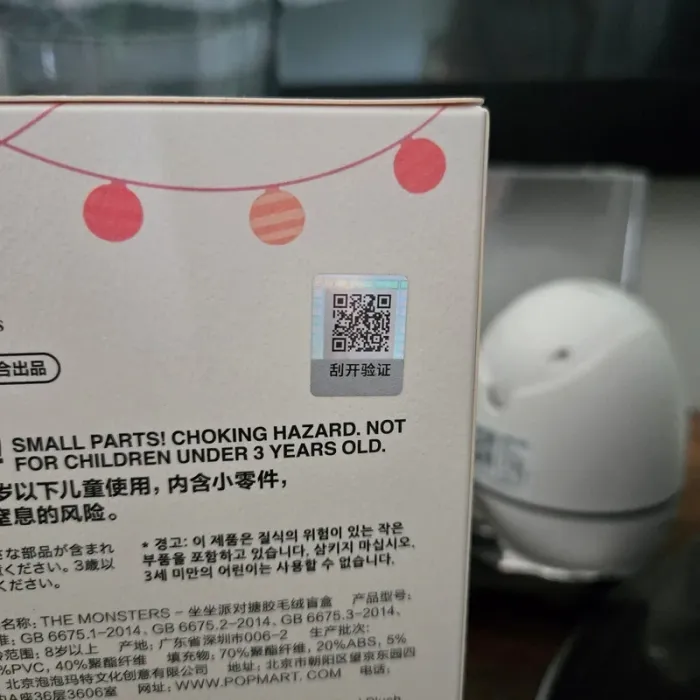 s
合出品
刮开验证
SMALL PARTS! CHOKING HAZARD. NOT
FOR CHILDREN UNDER 3 YEARS OLD.
岁以下儿童使用，内含小零件，
窒息的风险。
さな部品が含まれ
ください。3歳以
ください。
* 경고: 이 제품은 질식의 위험이 있는 작은
부품을 포함하고 있습니다. 삼키지 마십시오.
3세 미만의 어린이는 사용할 수 없습니다.
名称: THE MONSTERS – 坐坐派对搪胶毛绒盲盒 产品型号:
准: GB 6675.1–2014、GB 6675.2–2014、GB 6675.3–2014、
范围: 8岁以上 产地: 广东省深圳市006-2 生产批次:
%PVC, 40%聚酯纤维 填充物: 70%聚酯纤维, 20%ABS, 5%
北京泡泡玛特文化创意有限公司 地址: 北京市朝阳区望京东园四
A座36层3606室 网址: WWW.POPMART.COM 电话: